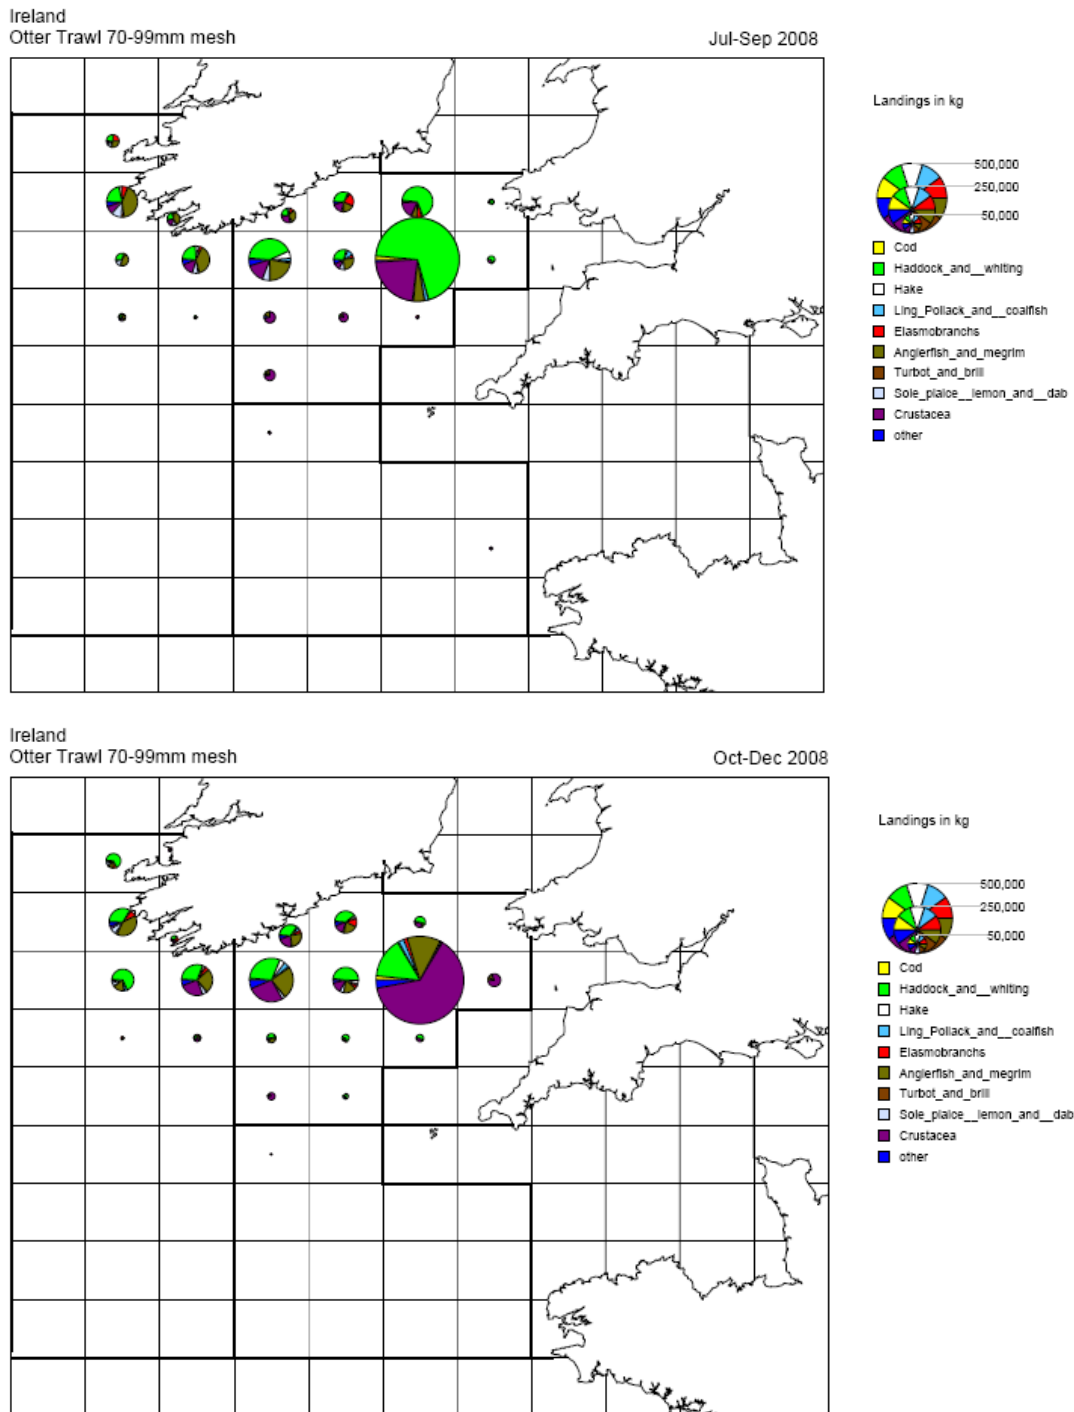 Ireland
Otter Trawl 70-99mm mesh
Jul-Sep 2008
Landings in kg
500,000
250,000
50,000
Cod
Haddock_and__whiting
Hake
Ling_Pollack_and__coalfish
Elasmobranchs
Anglerfish_and_megrim
Turbot_and_brill
Sole_plaice__lemon_and__dab
Crustacea
other
Ireland
Otter Trawl 70-99mm mesh
Oct-Dec 2008
Landings in kg
500,000
250,000
50,000
Cod
Haddock_and__whiting
Hake
Ling_Pollack_and__coalfish
Elasmobranchs
Anglerfish_and_megrim
Turbot_and_brill
Sole_plaice__lemon_and__dab
Crustacea
other